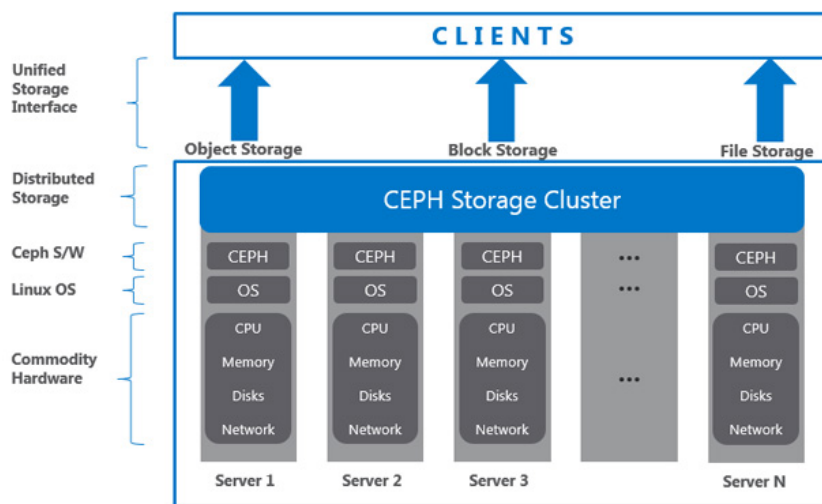 CLIENTS
Unified
Storage
Interface
Object Storage
Block Storage
File Storage
Distributed
Storage
CEPH Storage Cluster
Ceph S/W
CEPH
CEPH
CEPH
...
CEPH
Linux OS
OS
OS
OS
...
OS
Commodity
Hardware
CPU
Memory
Disks
Network
CPU
Memory
Disks
Network
CPU
Memory
Disks
Network
...
CPU
Memory
Disks
Network
Server 1
Server 2
Server 3
Server N